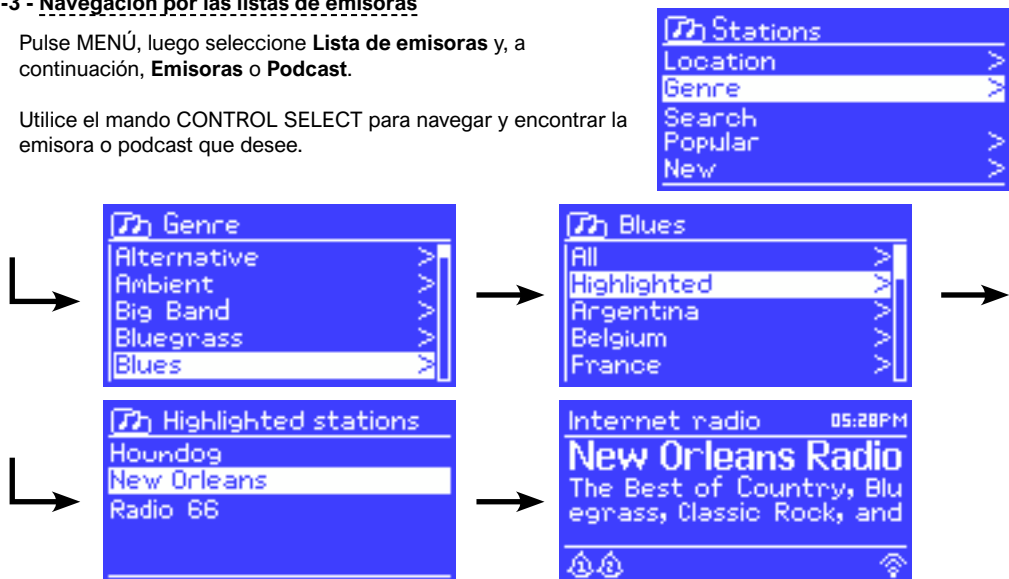 -3 - Navegación por las listas de emisoras
Pulse MENÚ, luego seleccione Lista de emisoras y, a
continuación, Emisoras o Podcast.
Utilice el mando CONTROL SELECT para navegar y encontrar la
emisora o podcast que desee.
Stations
Location >
Genre >
Search
Popular >
New >
Genre
Alternative >
Ambient >
Big Band >
Bluegrass >
Blues >
Blues
All >
Highlighted >
Argentina >
Belgium >
France >
Highlighted stations
Houndog
New Orleans
Radio 66
Internet radio 05:28PM
New Orleans Radio
The Best of Country, Blu
egrass, Classic Rock, and
1 2